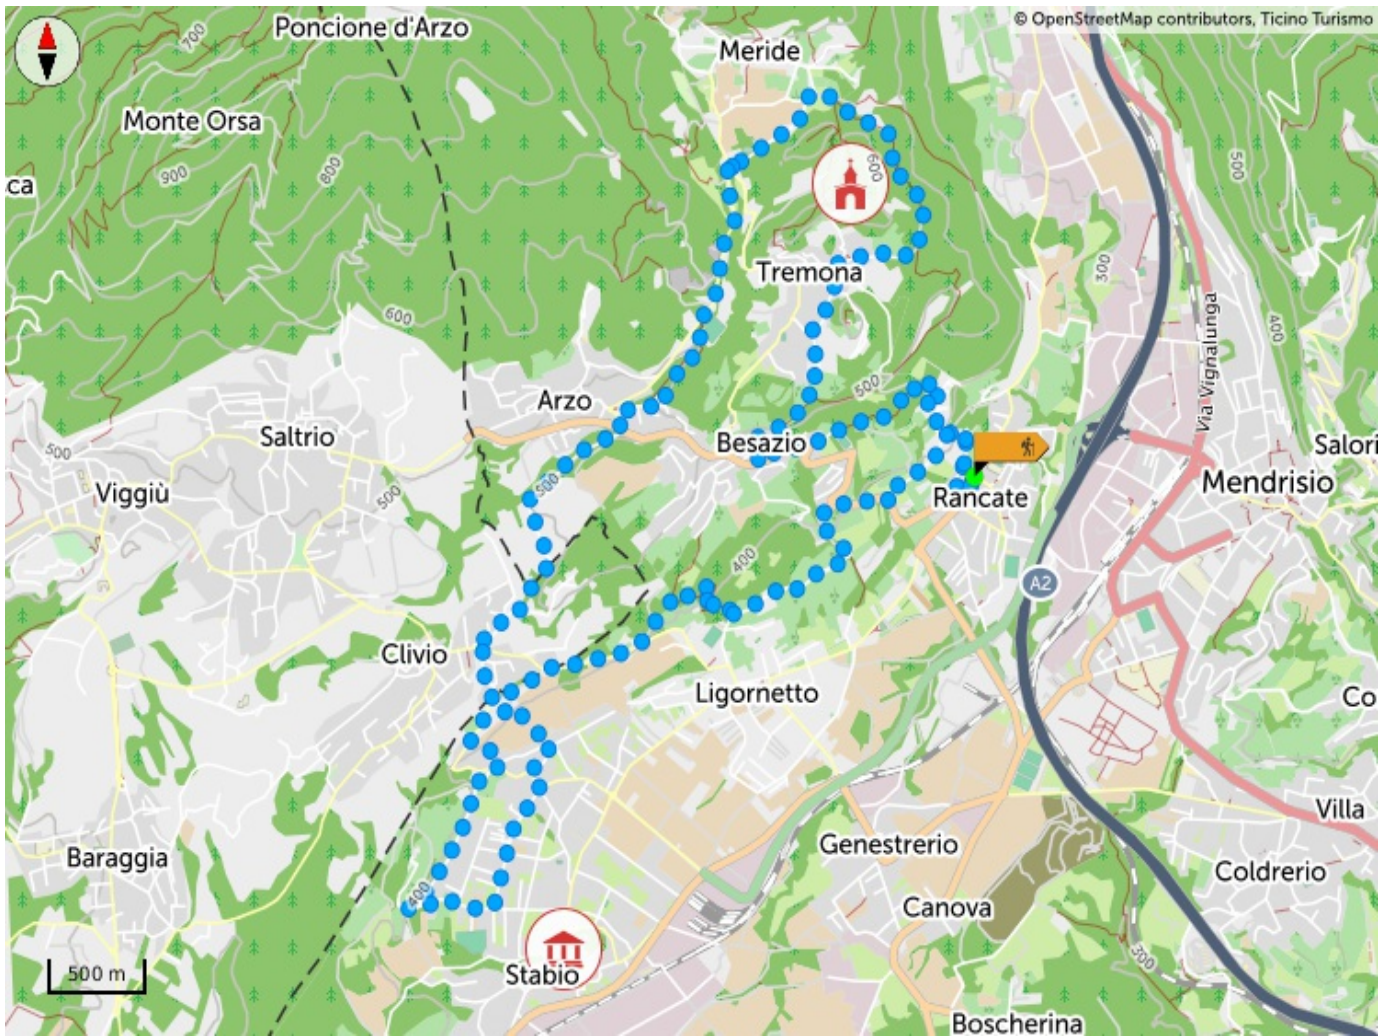 © OpenStreetMap contributors, Ticino Turismo
Poncione d'Arzo
700
Meride
Monte Orsa
500
600
800
900
sca
300
Tremona
Via Vignalunga
400
600
500
Arzo
Saltrio
Besazio
Salori
500
Viggiù
500
500
Rancate
Mendrisio
400
A2
Clivio
Ligornetto
Co
Villa
Genestrerio
Baraggia
Coldrerio
400
Canova
300
500 m
Stabio
Boscherina